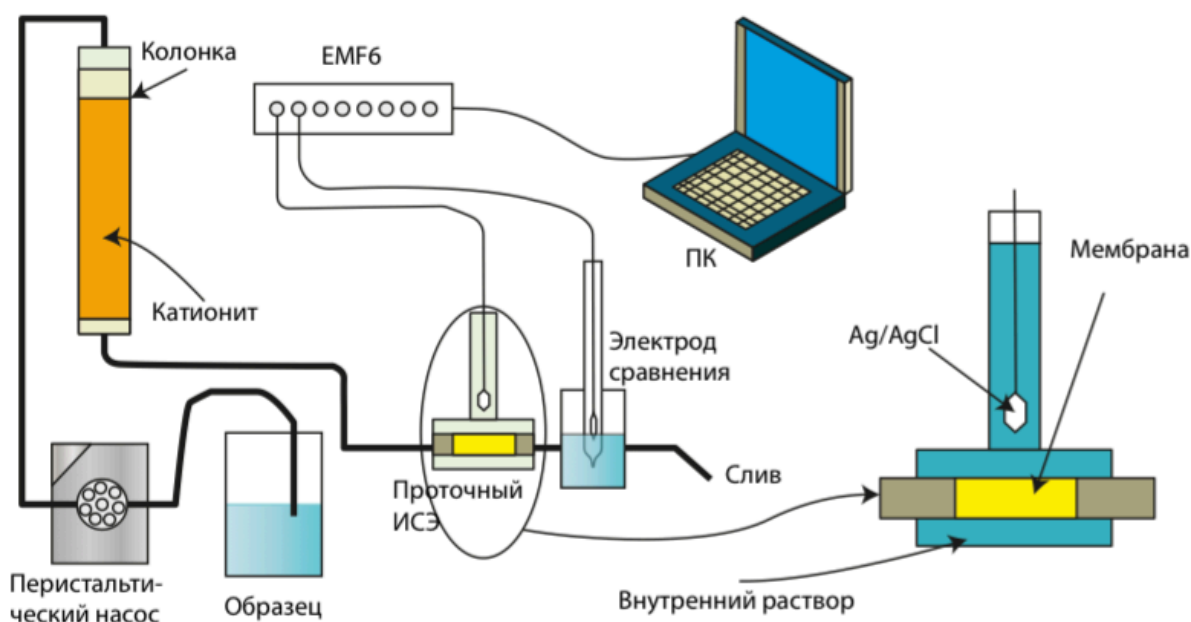 Колонка
EMF6
ПК
Мембрана
Катионит
Ag/AgCl
Электрод
сравнения
Слив
Проточный
ИСЭ
Перистальти-
ческий насос
Образец
Внутренний раствор